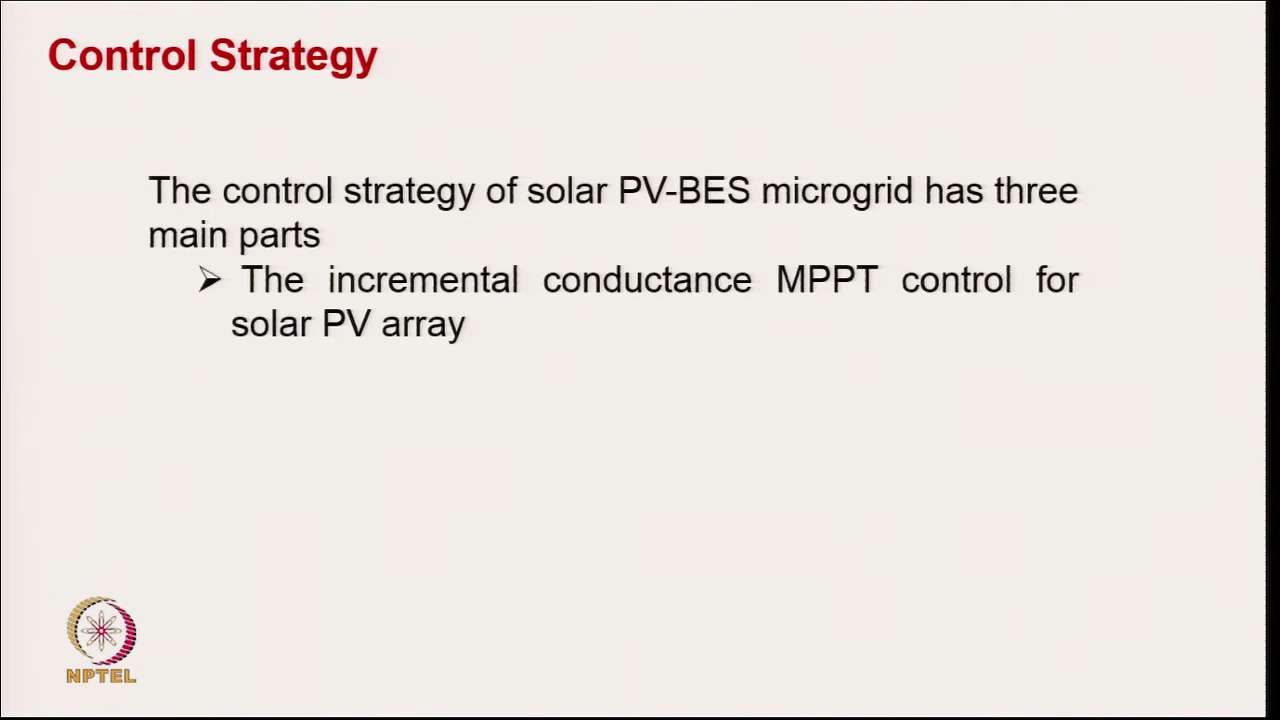 Control Strategy
The control strategy of solar PV-BES microgrid has three
main parts
➢ The incremental conductance MPPT control for
solar PV array
NPTEL